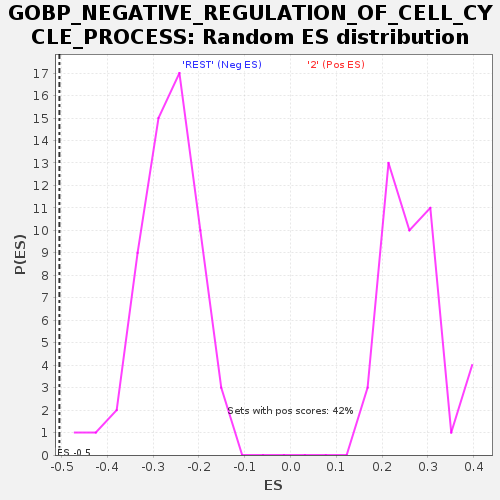 GOBP_NEGATIVE_REGULATION_OF_CELL_CY
CLE_PROCESS: Random ES distribution
'REST' (Neg ES) '2' (Pos ES)
17
16
15
14
13
12
11
10
9
8
7
6
5
4
3
2
1
0
P(ES)
Sets with pos scores: 42%
ES -0.5
-0.5 -0.4 -0.3 -0.2 -0.1 0.0 0.1 0.2 0.3 0.4
ES